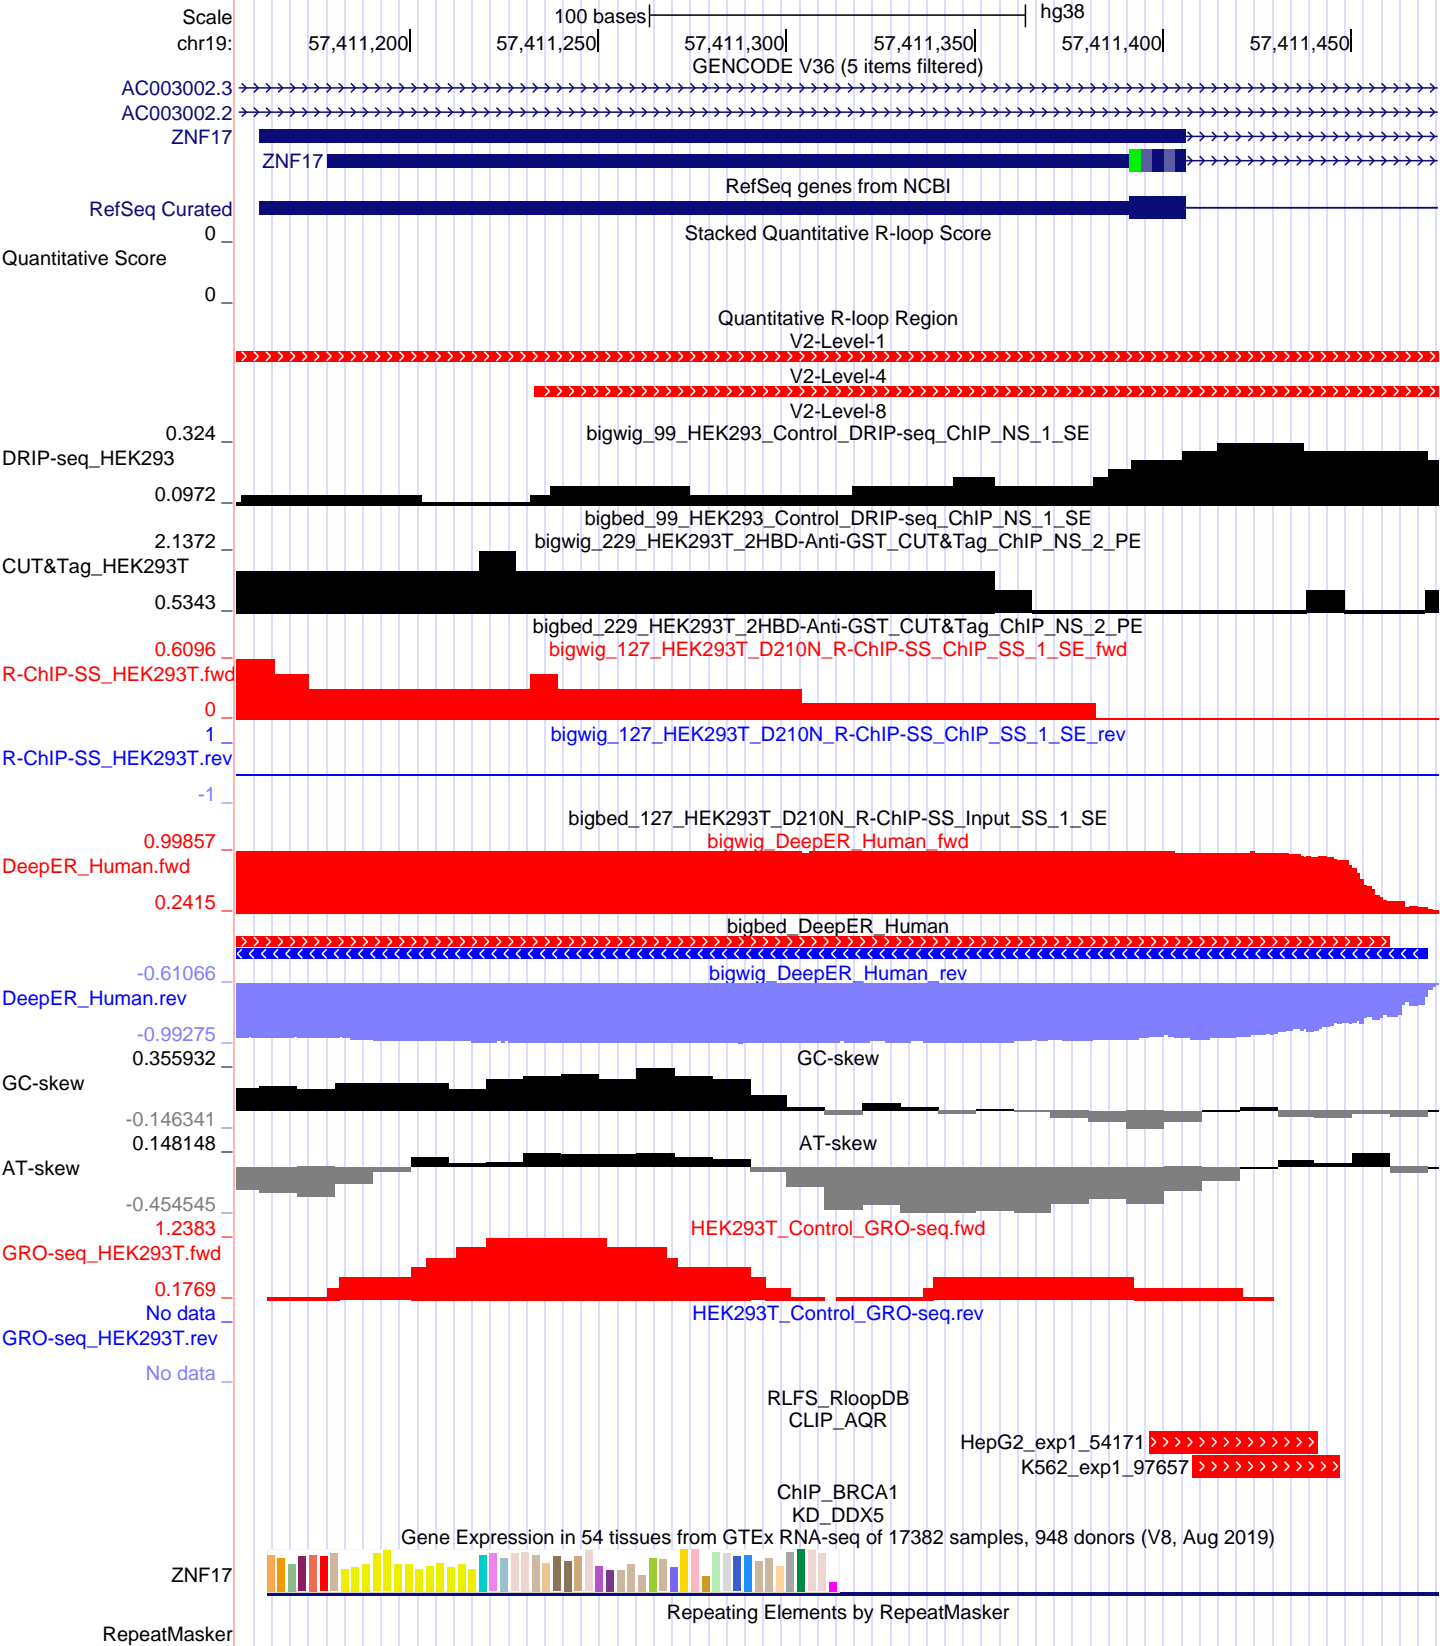 Scale 100 bases hg38
chr19: 57,411,200 57,411,250 57,411,300 57,411,350 57,411,400 57,411,450
GENCODE V36 (5 items filtered)
AC003002.3
AC003002.2
ZNF17
ZNF17
RefSeq genes from NCBI
RefSeq Curated
0 _ Stacked Quantitative R-loop Score
Quantitative Score
0 _
Quantitative R-loop Region
V2-Level-1
V2-Level-4
V2-Level-8
0.324 _ bigwig_99_HEK293_Control_DRIP-seq_ChIP_NS_1_SE
DRIP-seq_HEK293
0.0972 _
bigbed_99_HEK293_Control_DRIP-seq_ChIP_NS_1_SE
2.1372 _ bigwig_229_HEK293T_2HBD-Anti-GST_CUT&Tag_ChIP_NS_2_PE
CUT&Tag_HEK293T
0.5343 _
bigbed_229_HEK293T_2HBD-Anti-GST_CUT&Tag_ChIP_NS_2_PE
0.6096 _ bigwig_127_HEK293T_D210N_R-ChIP-SS_ChIP_SS_1_SE_fwd
R-ChIP-SS_HEK293T.fwd
0 _
1 _ bigwig_127_HEK293T_D210N_R-ChIP-SS_ChIP_SS_1_SE_rev
R-ChIP-SS_HEK293T.rev
-1 _
bigbed_127_HEK293T_D210N_R-ChIP-SS_Input_SS_1_SE
0.99857 _ bigwig_DeepER_Human_fwd
DeepER_Human.fwd
0.2415 _
bigbed_DeepER_Human
-0.61066 _ bigwig_DeepER_Human_rev
DeepER_Human.rev
-0.99275 _
0.355932 _ GC-skew
GC-skew
-0.146341 _
0.148148 _ AT-skew
AT-skew
-0.454545 _
1.2383 _ HEK293T_Control_GRO-seq.fwd
GRO-seq_HEK293T.fwd
0.1769 _
No data _ HEK293T_Control_GRO-seq.rev
GRO-seq_HEK293T.rev
No data _
RLFS_RloopDB
CLIP_AQR
HepG2_exp1_54171
K562_exp1_97657
ChIP_BRCA1
KD_DDX5
Gene Expression in 54 tissues from GTEx RNA-seq of 17382 samples, 948 donors (V8, Aug 2019)
ZNF17
Repeating Elements by RepeatMasker
RepeatMasker